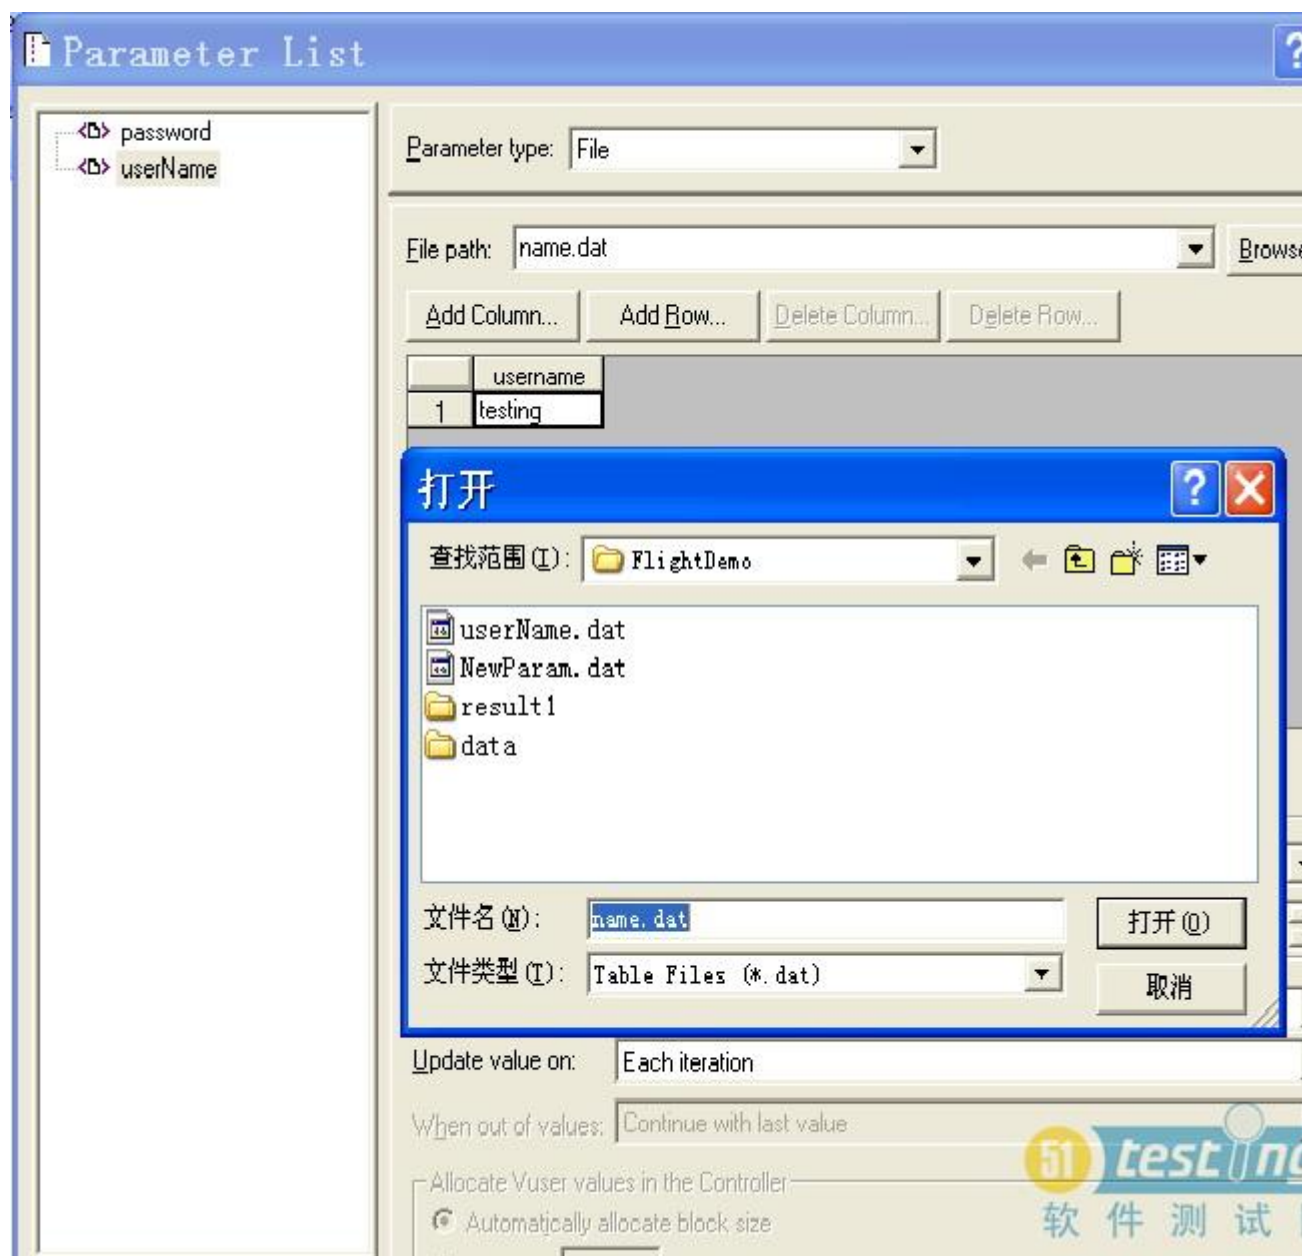 Parameter List
password
userName
Parameter type: File
File path: name.dat
Add Column...
Add Row...
Delete Column...
Delete Row...
username
1 testing
打开
查找范围(I): FlightDemo
userName.dat
NewParam.dat
result1
data
文件名(N): name.dat
打开(O)
文件类型(T): Table Files (*.dat)
取消
Update value on: Each iteration
When out of values: Continue with last value
Allocate Vuser values in the Controller
Automatically allocate block size
51 testing
软件测试